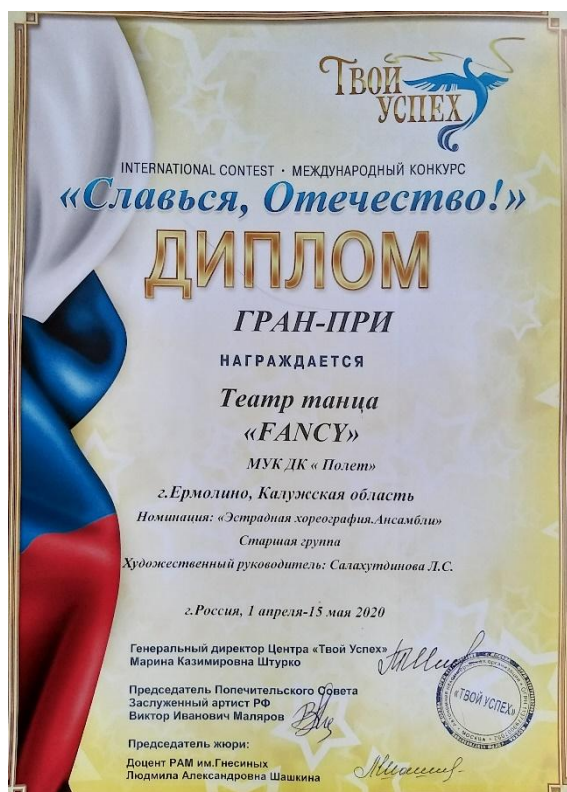 ТВОЙ
УСПЕХ
INTERNATIONAL CONTEST • МЕЖДУНАРОДНЫЙ КОНКУРС
«Славься, Отечество!»
ДИПЛОМ
ГРАН-ПРИ
НАГРАЖДАЕТСЯ
Театр танца
«FANCY»
МУК ДК « Полет»
г.Ермолино, Калужская область
Номинация: «Эстрадная хореография.Ансамбли»
Старшая группа
Художественный руководитель: Салахутдинова Л.С.
г.Россия, 1 апреля-15 мая 2020
Генеральный директор Центра «Твой Успех»
Марина Казимировна Штурко
Председатель Попечительского Совета
Заслуженный артист РФ
Виктор Иванович Маляров
«ТВОЙ УСПЕХ»
МОСКВА
Председатель жюри:
Доцент РАМ им.Гнесиных
Людмила Александровна Шашкина